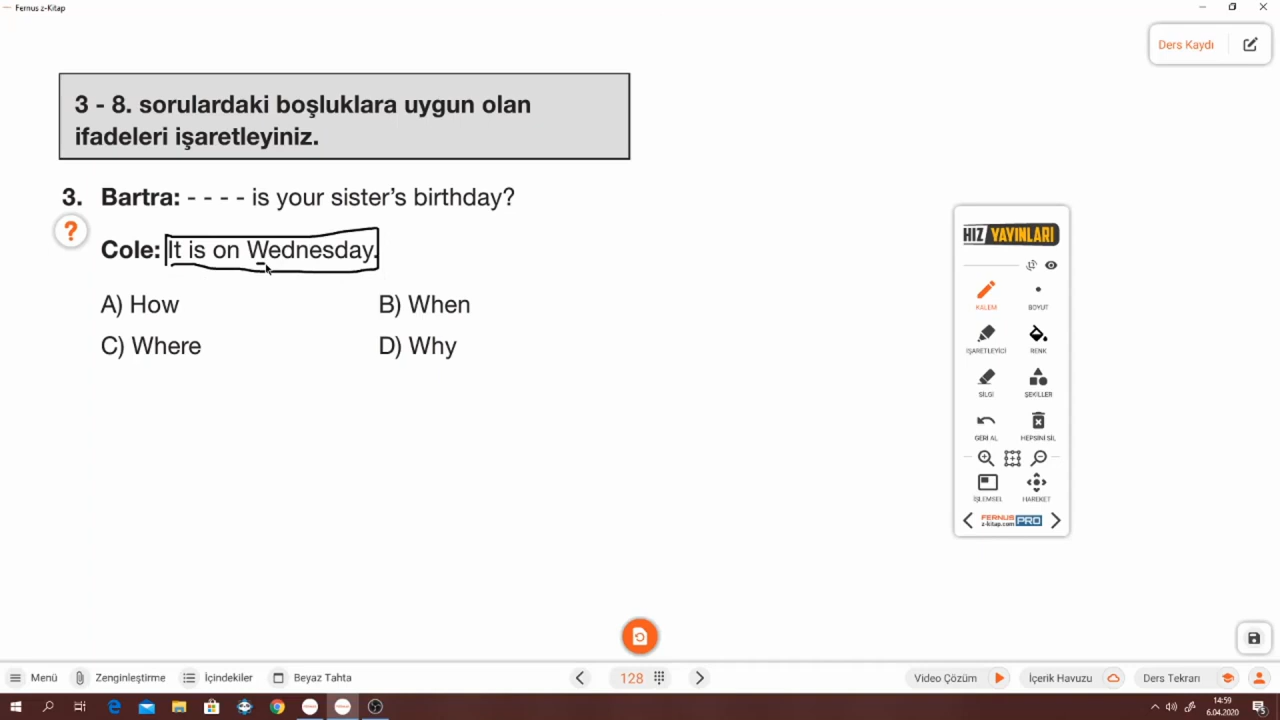 Fernus z-Kitap
Ders Kaydı
3 - 8. sorulardaki boşluklara uygun olan
ifadeleri işaretleyiniz.
3. Bartra: - - - - is your sister's birthday?
?
Cole: It is on Wednesday.
A) How B) When
C) Where D) Why
HIZ YAYINLARI
KALEM BOYUT
İŞARETLEYİCİ RENK
SİLGİ ŞEKİLLER
GERİ AL HEPSİNİ SİL
İŞLEMSEL HAREKET
FERNUS
z-kitap.com PRO
Menü Zenginleştirme İçindekiler Beyaz Tahta 128 Video Çözüm İçerik Havuzu Ders Tekrarı
14:59
6.04.2020
5